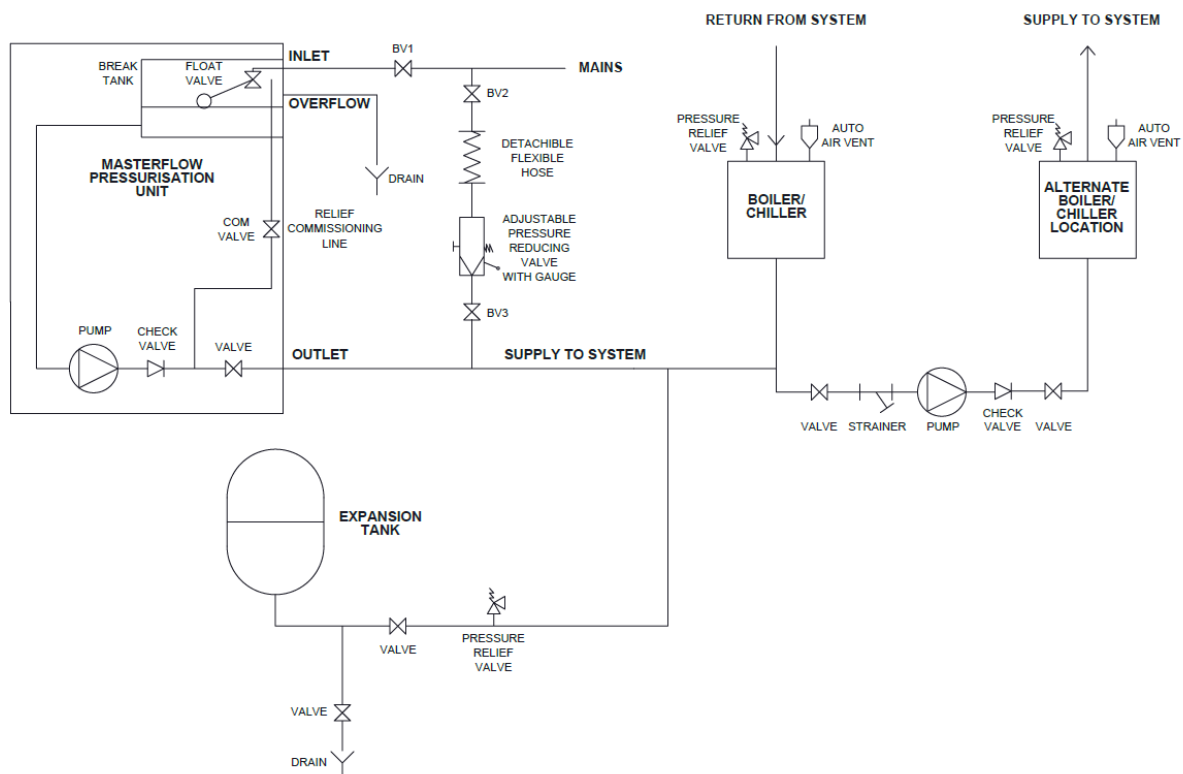 RETURN FROM SYSTEM
SUPPLY TO SYSTEM
INLET
BV1
MAINS
BREAK
TANK
FLOAT
VALVE
OVERFLOW
BV2
DETACHIBLE
FLEXIBLE
HOSE
MASTERFLOW
PRESSURISATION
UNIT
DRAIN
COM
VALVE
RELIEF
COMMISSIONING
LINE
ADJUSTABLE
PRESSURE
REDUCING
VALVE
WITH GAUGE
BV3
PUMP
CHECK
VALVE
VALVE
OUTLET
SUPPLY TO SYSTEM
PRESSURE
RELIEF
VALVE
AUTO
AIR VENT
BOILER/
CHILLER
PRESSURE
RELIEF
VALVE
AUTO
AIR VENT
ALTERNATE
BOILER/
CHILLER
LOCATION
VALVE
STRAINER
PUMP
CHECK
VALVE
VALVE
EXPANSION
TANK
VALVE
PRESSURE
RELIEF
VALVE
VALVE
DRAIN